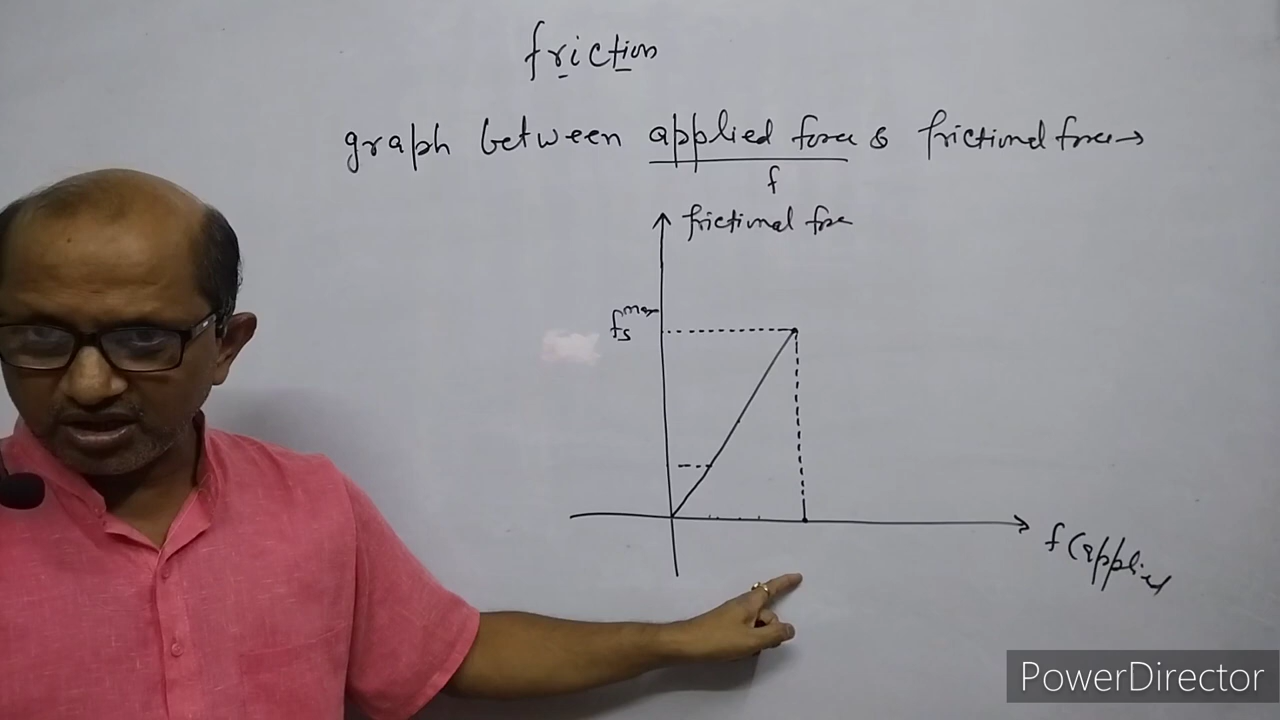 friction
graph between applied force & frictional force→
f
frictional force
fs max
f (applied
PowerDirector